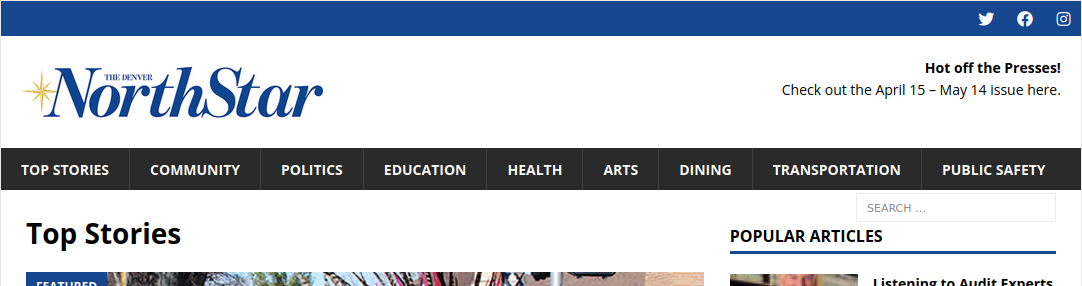 THE DENVER
NorthStar
Hot off the Presses!
Check out the April 15 – May 14 issue here.
TOP STORIES COMMUNITY POLITICS EDUCATION HEALTH ARTS DINING TRANSPORTATION PUBLIC SAFETY
SEARCH …
Top Stories
POPULAR ARTICLES
FEATURED
Listening to Audit Experts